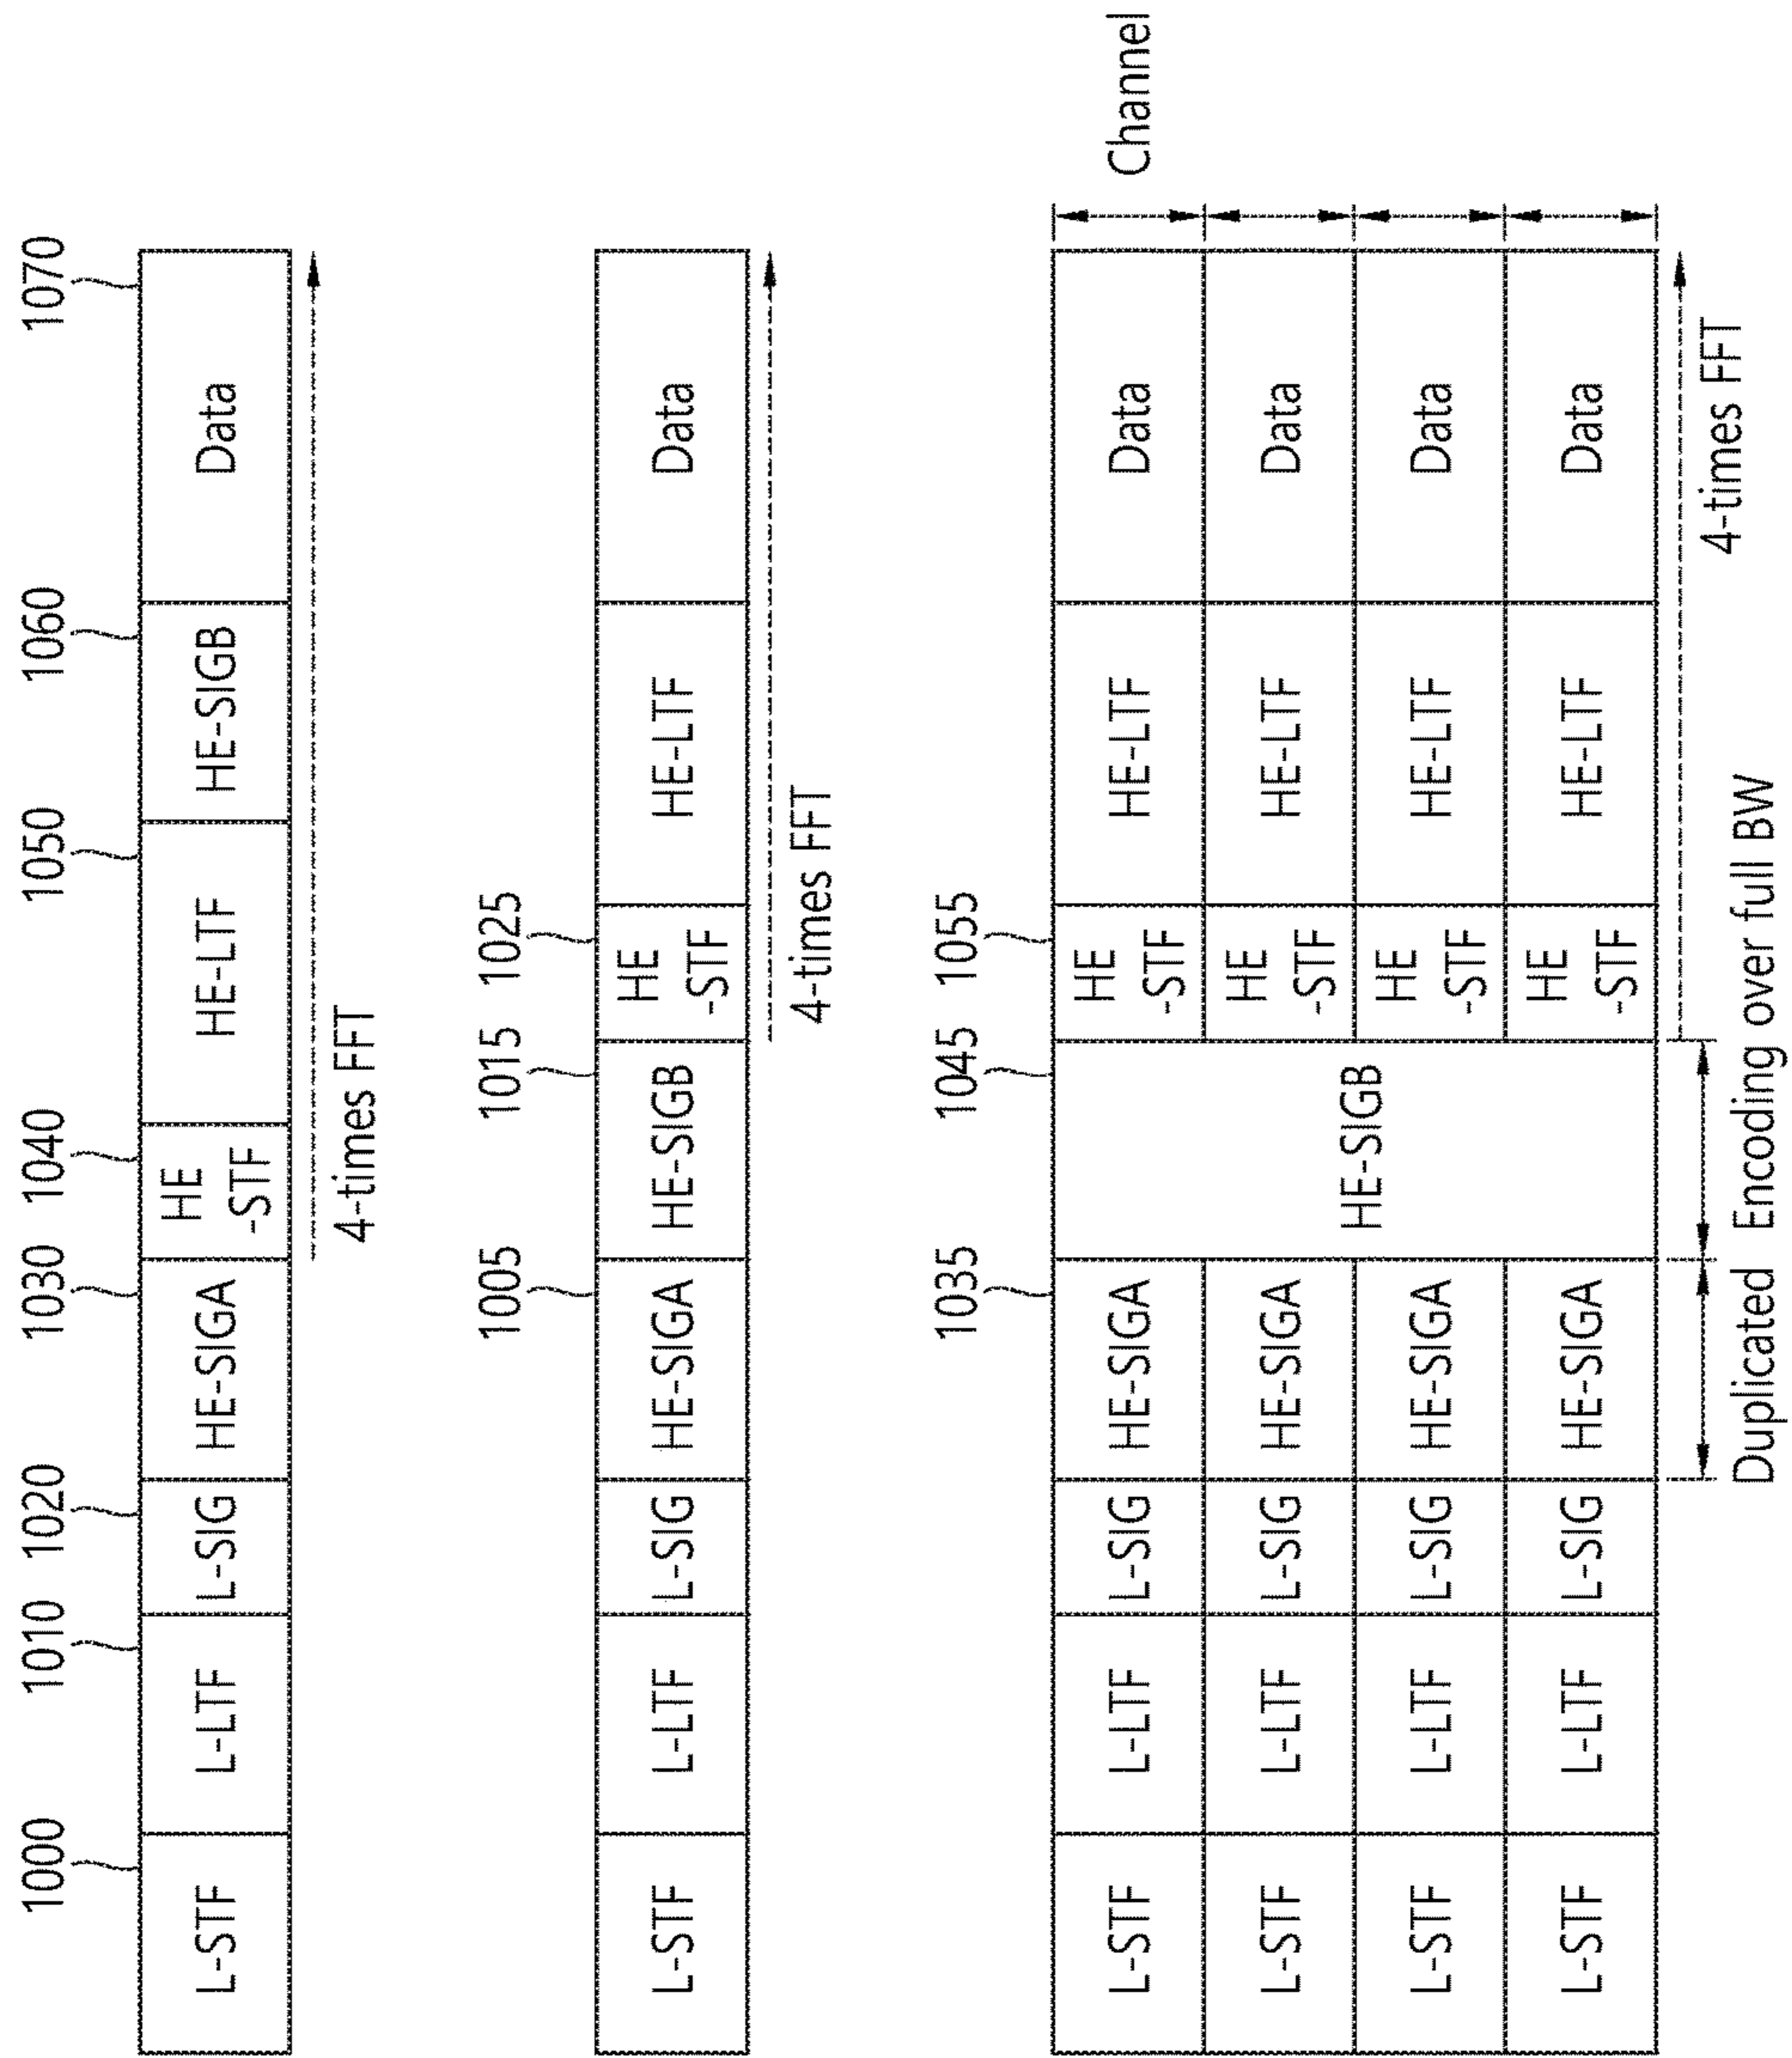 1000 1010 1020 1030 1040 1050 1060 1070
L-STF L-LTF L-SIG HE-SIGA HE HE-LTF HE-SIGB Data
-STF
4-times FFT
1005 1015 1025
L-STF L-LTF L-SIG HE-SIGA HE-SIGB HE HE-LTF Data
-STF
4-times FFT
1035 1045 1055
L-STF L-LTF L-SIG HE-SIGA HE HE-LTF Data Channel
-STF
L-STF L-LTF L-SIG HE-SIGA HE HE-LTF Data
-STF
HE-SIGB
L-STF L-LTF L-SIG HE-SIGA HE HE-LTF Data
-STF
L-STF L-LTF L-SIG HE-SIGA HE HE-LTF Data
-STF
4-times FFT
Duplicated Encoding over full BW